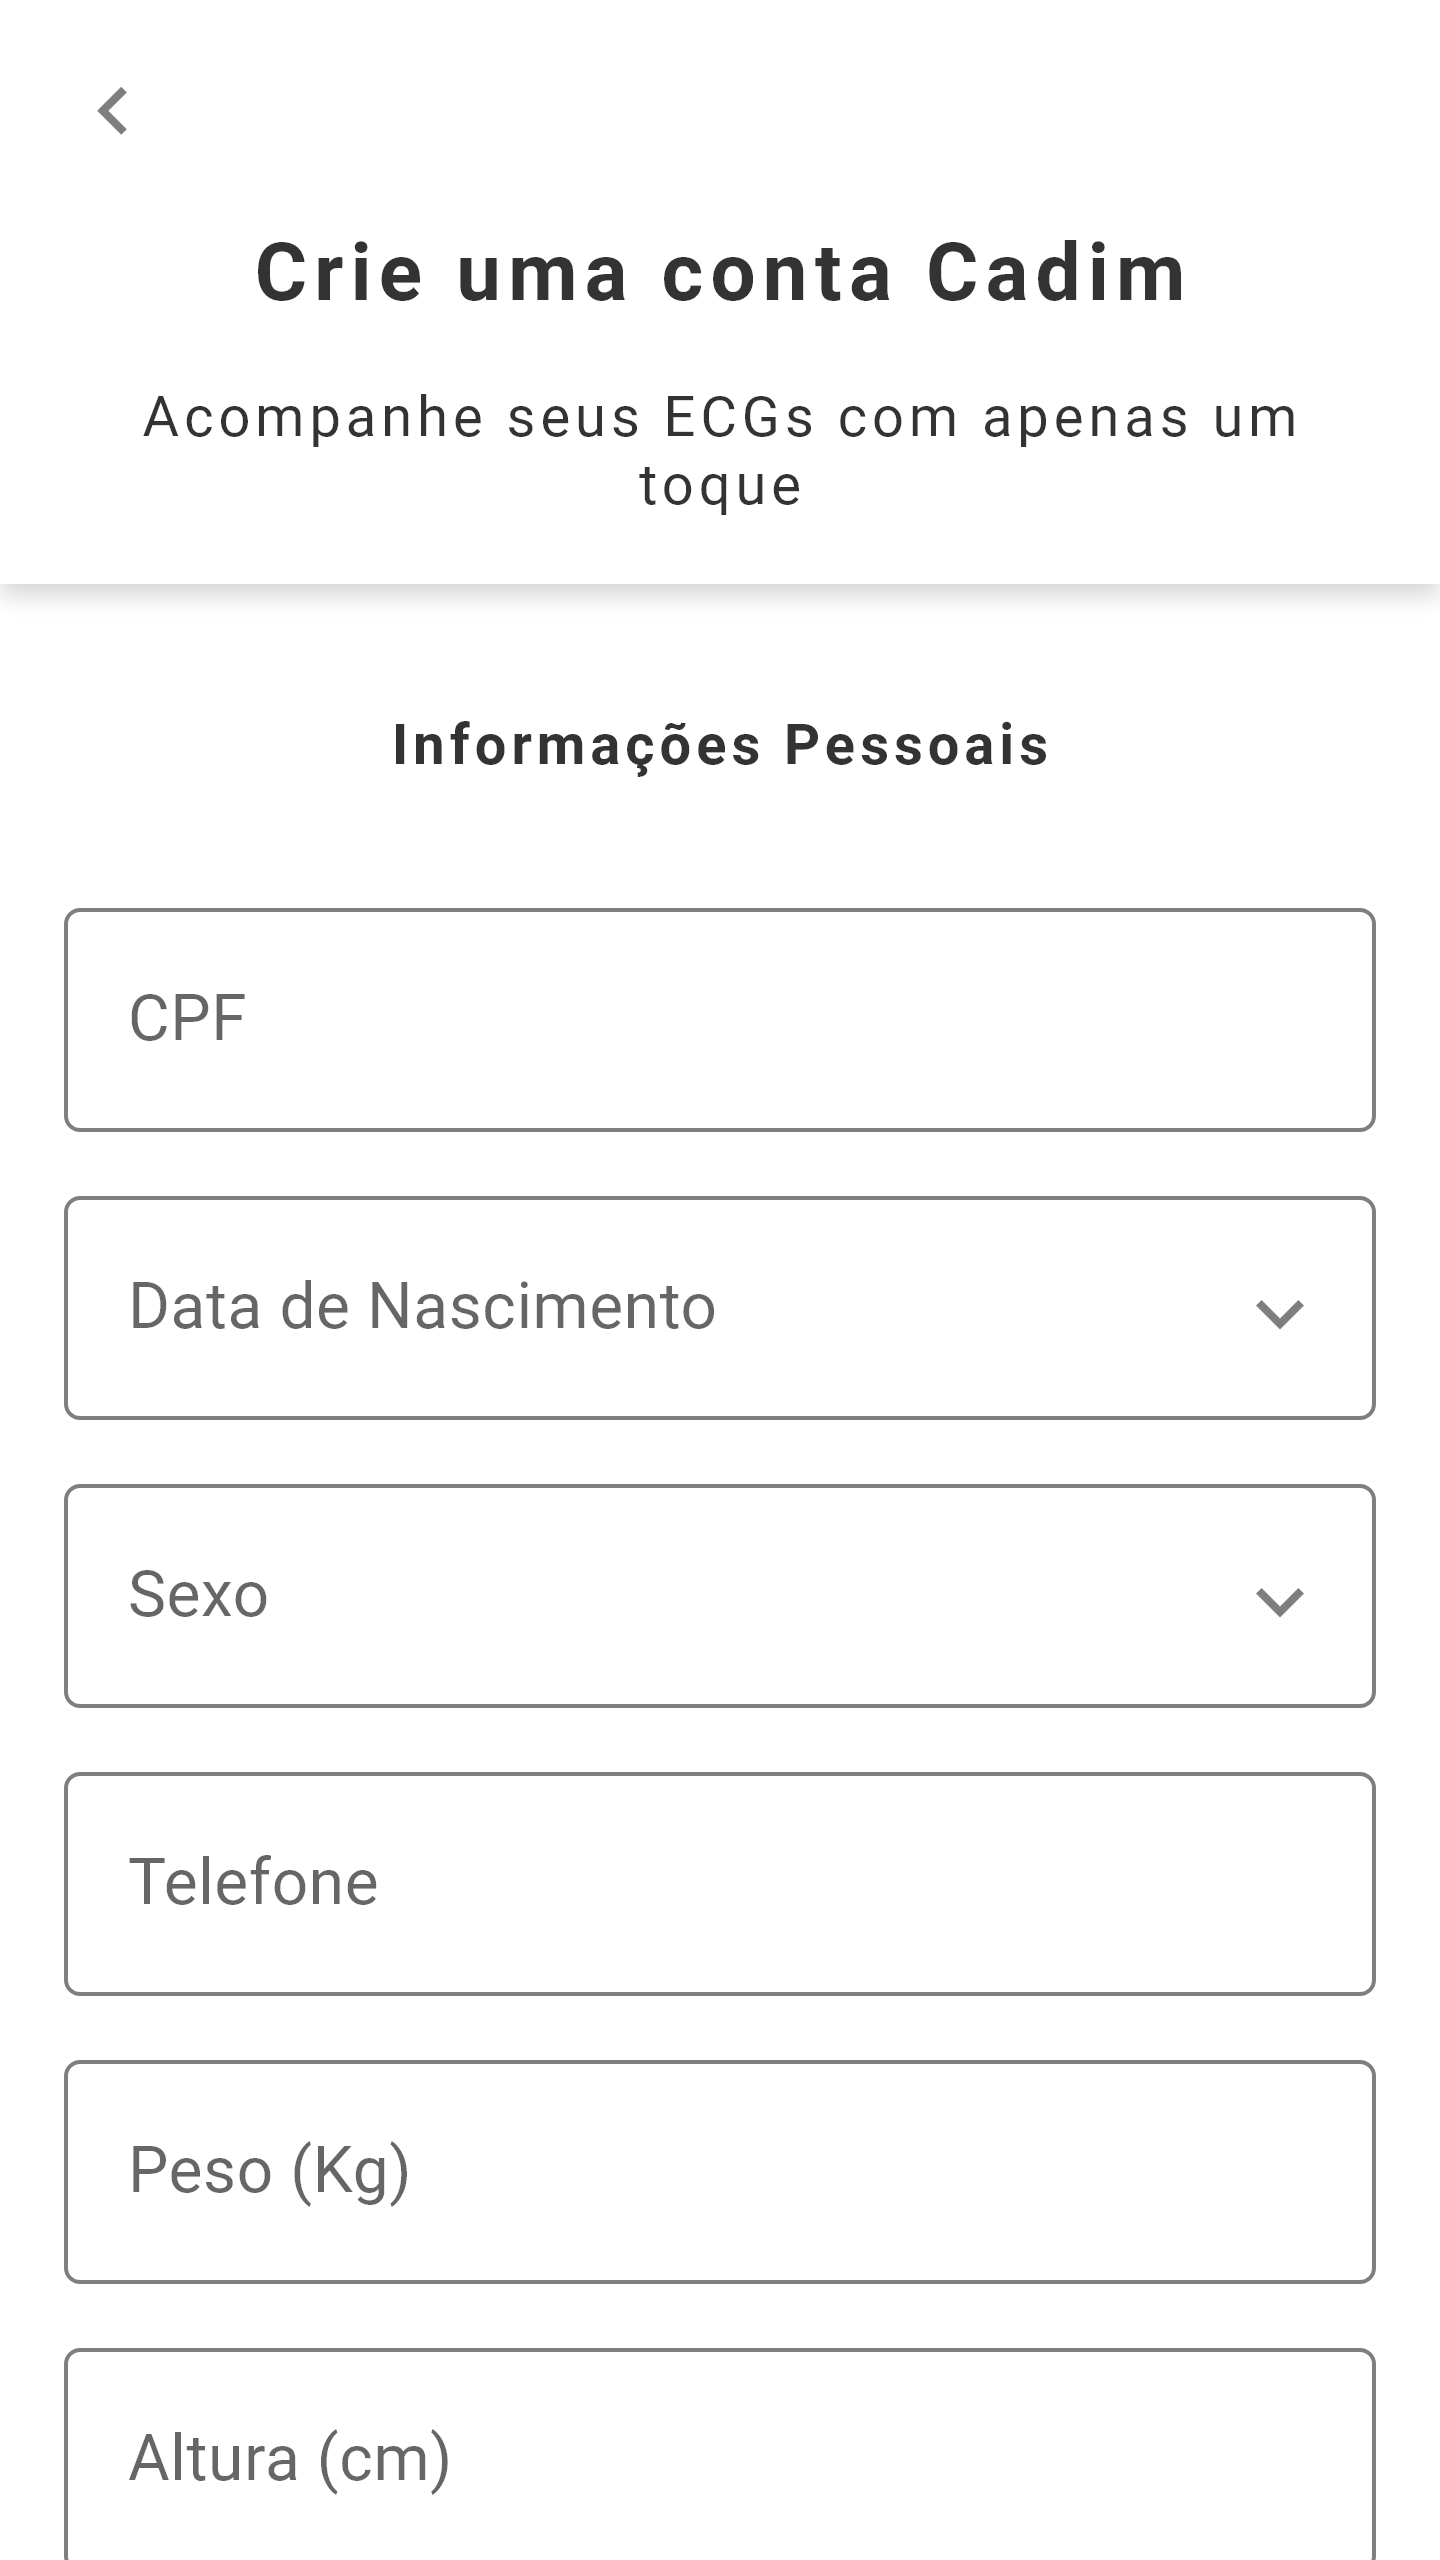 Crie uma conta Cadim
Acompanhe seus ECGs com apenas um
toque
Informações Pessoais
CPF
Data de Nascimento
Sexo
Telefone
Peso (Kg)
Altura (cm)